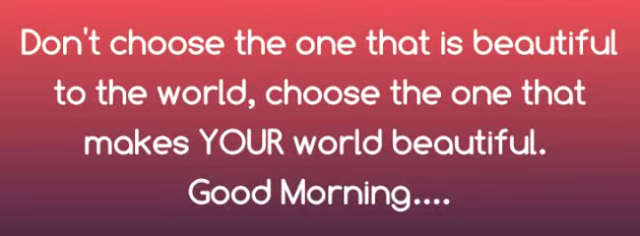 Don't choose the one that is beautiful
to the world, choose the one that
makes YOUR world beautiful.
Good Morning....